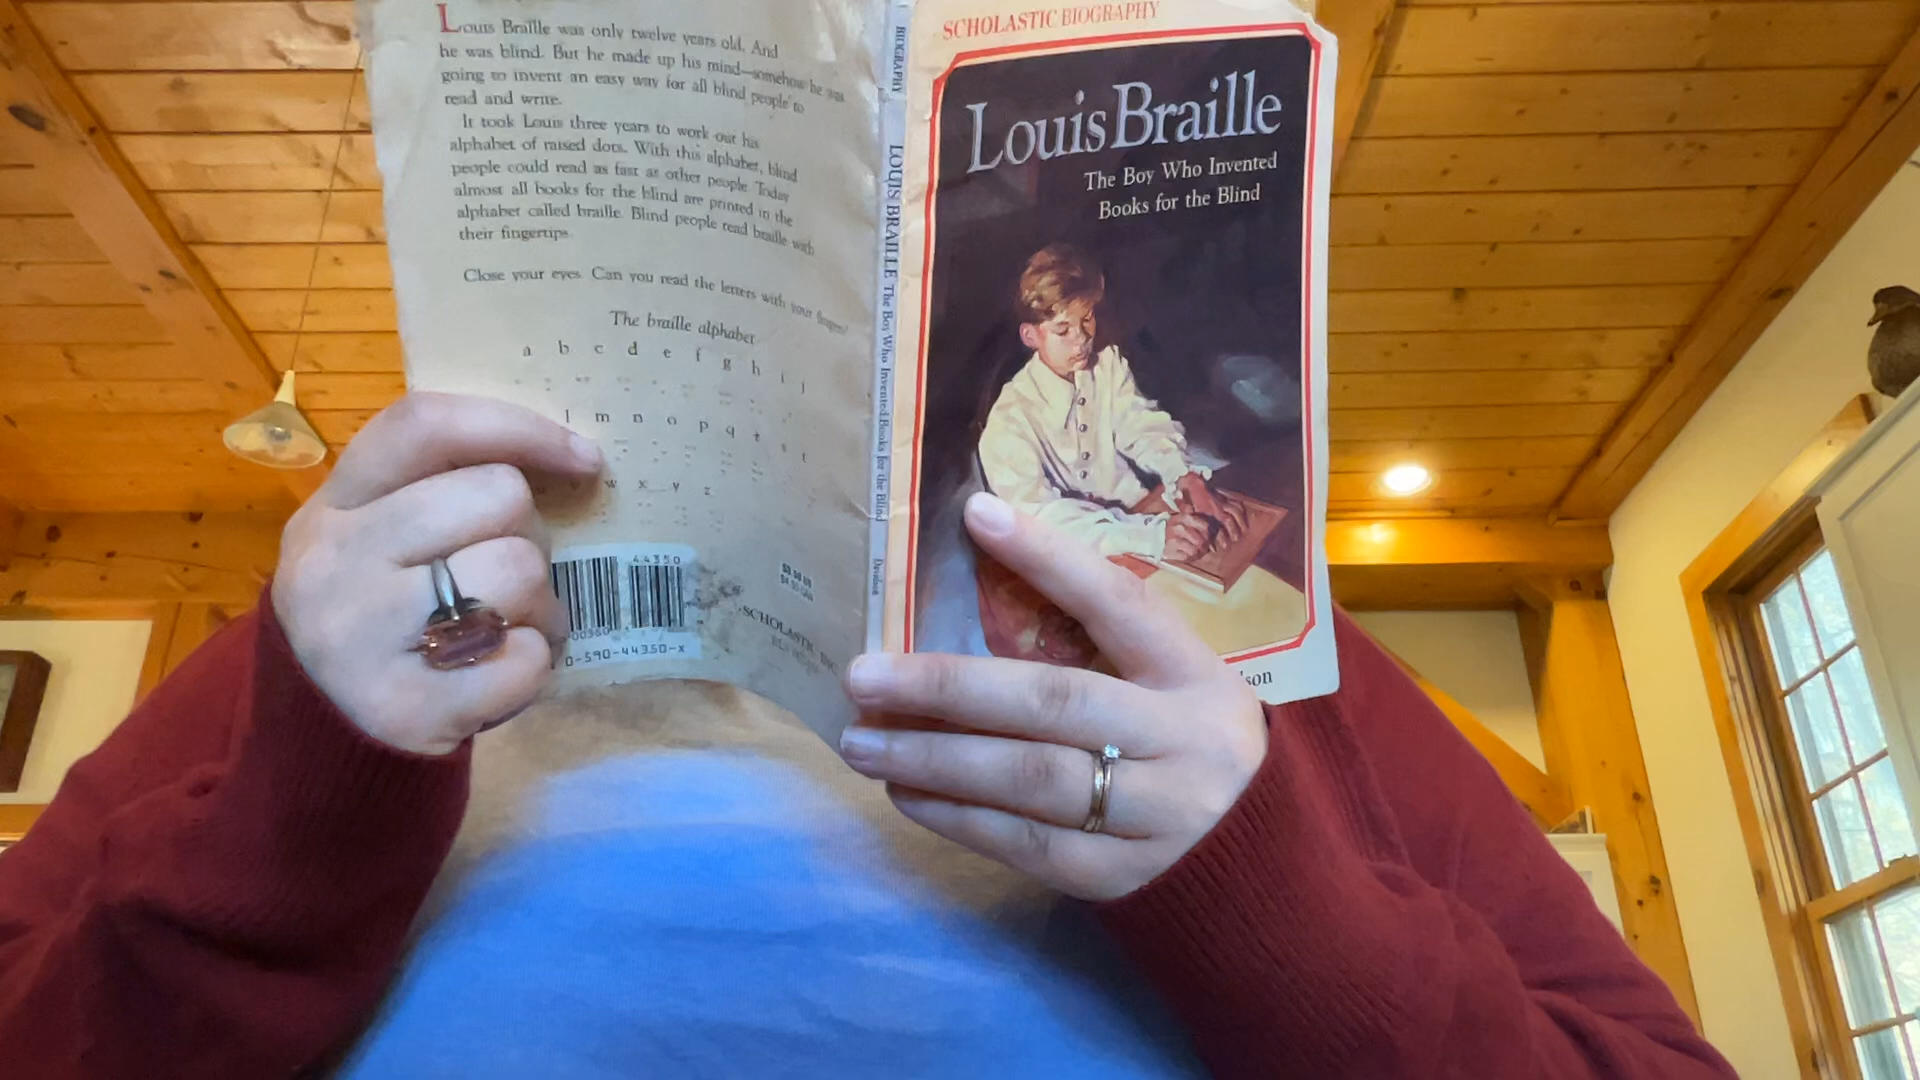 Louis Braille was only twelve years old. And
he was blind. But he made up his mind—somehow he was
going to invent an easy way for all blind people to
read and write.
It took Louis three years to work out his
alphabet of raised dots. With this alphabet, blind
people could read as fast as other people. Today
almost all books for the blind are printed in the
alphabet called braille. Blind people read braille with
their fingertips.
Close your eyes. Can you read the letters with your fingers?
The braille alphabet
a b c d e f g h i j
l m n o p q r s t
w x y z
44350
0-590-44350-X
SCHOLASTIC INC.
BIOGRAPHY
LOUIS BRAILLE The Boy Who Invented Books for the Blind
Davidson
SCHOLASTIC BIOGRAPHY
Louis Braille
The Boy Who Invented
Books for the Blind